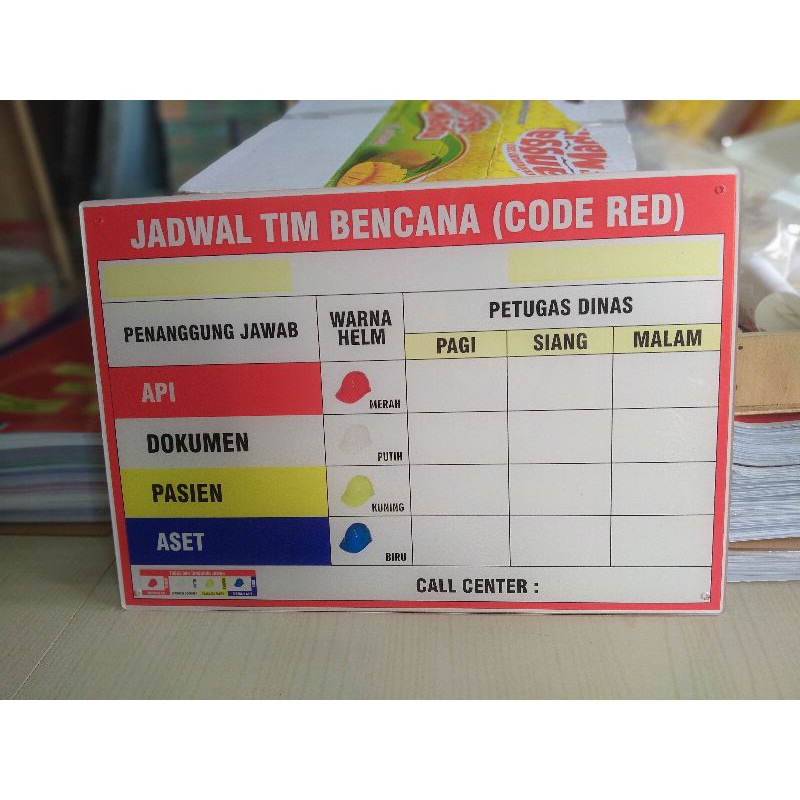 JADWAL TIM BENCANA (CODE RED)
PENANGGUNG JAWAB
WARNA
HELM
PETUGAS DINAS
PAGI SIANG MALAM
API
MERAH
DOKUMEN
PUTIH
PASIEN
KUNING
ASET
BIRU
CALL CENTER :